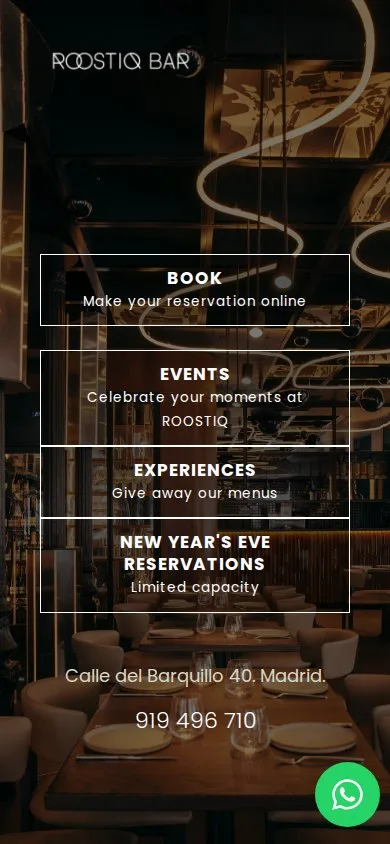 ROOSTIQ BAR
BOOK
Make your reservation online
EVENTS
Celebrate your moments at
ROOSTIQ
EXPERIENCES
Give away our menus
NEW YEAR'S EVE
RESERVATIONS
Limited capacity
Calle del Barquillo 40. Madrid.
919 496 710